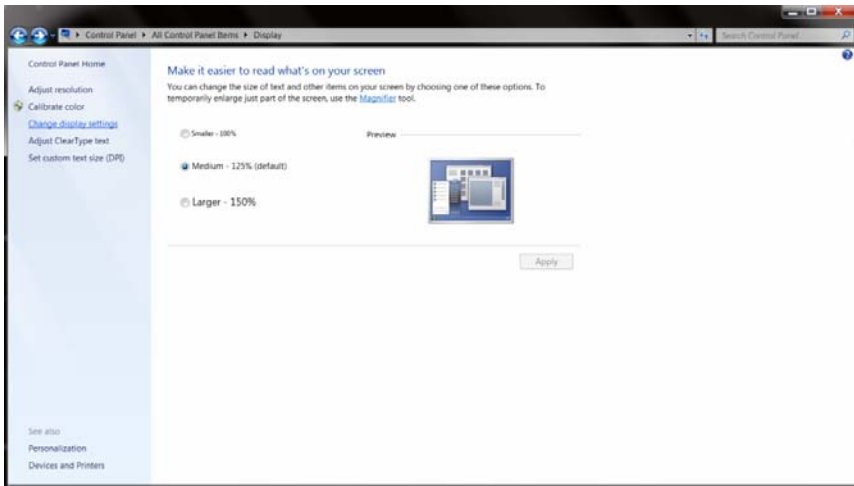 Control Panel ▸ All Control Panel Items ▸ Display
Search Control Panel
Control Panel Home
Adjust resolution
Calibrate color
Change display settings
Adjust ClearType text
Set custom text size (DPI)
Make it easier to read what's on your screen
You can change the size of text and other items on your screen by choosing one of these options. To
temporarily enlarge just part of the screen, use the Magnifier tool.
Smaller - 100%
Preview
Medium - 125% (default)
Larger - 150%
Apply
See also
Personalization
Devices and Printers